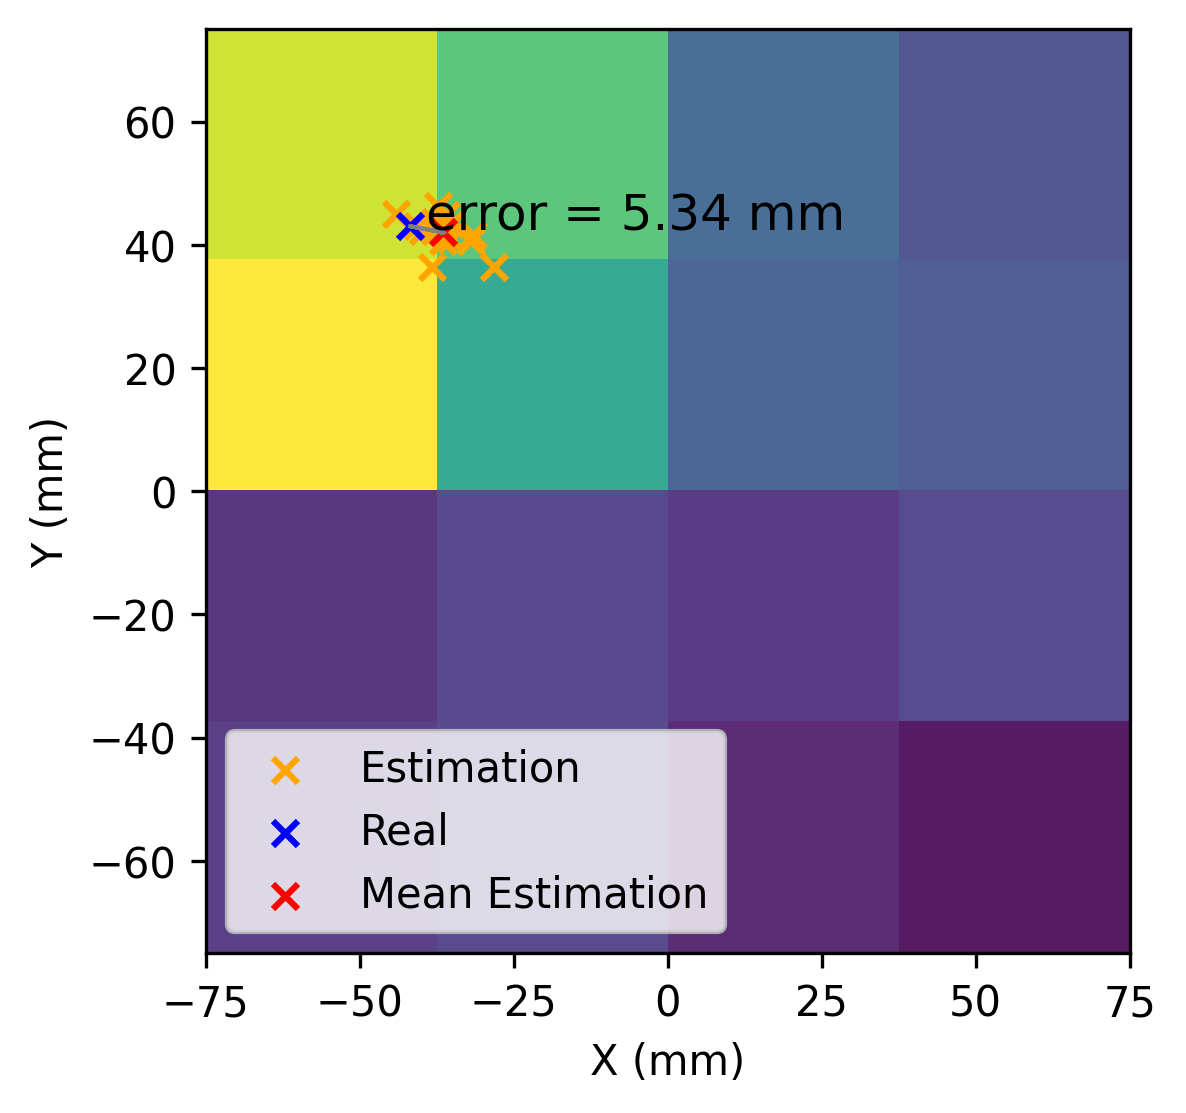 60
40
20
0
−20
−40
−60
Y (mm)
error = 5.34 mm
Estimation
Real
Mean Estimation
−75 −50 −25 0 25 50 75
X (mm)